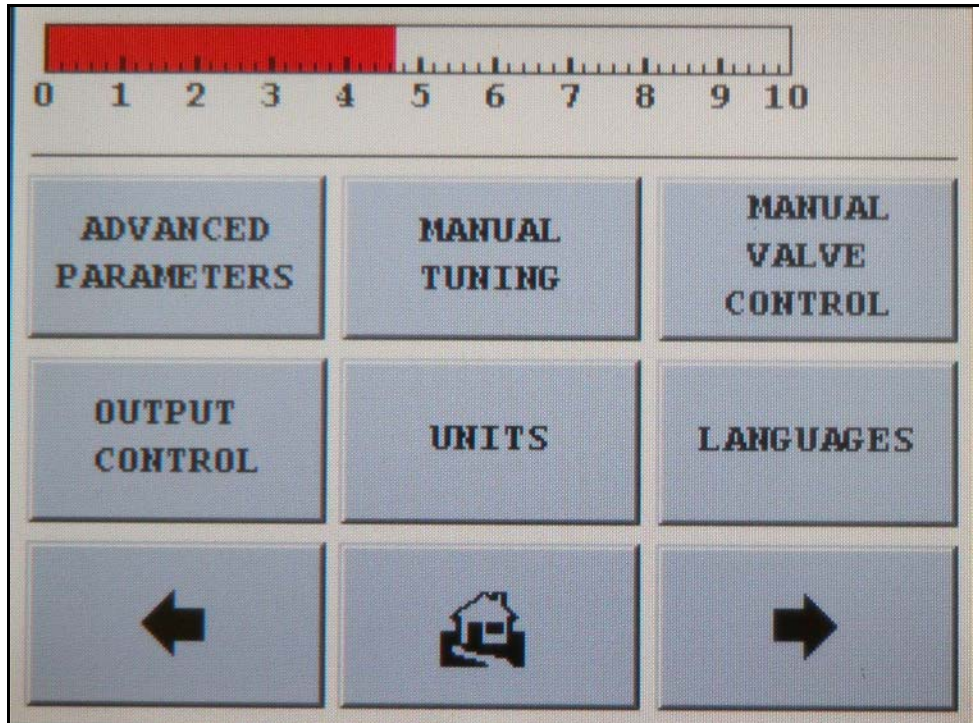 0 1 2 3 4 5 6 7 8 9 10
ADVANCED
PARAMETERS
MANUAL
TUNING
MANUAL
VALVE
CONTROL
OUTPUT
CONTROL
UNITS
LANGUAGES